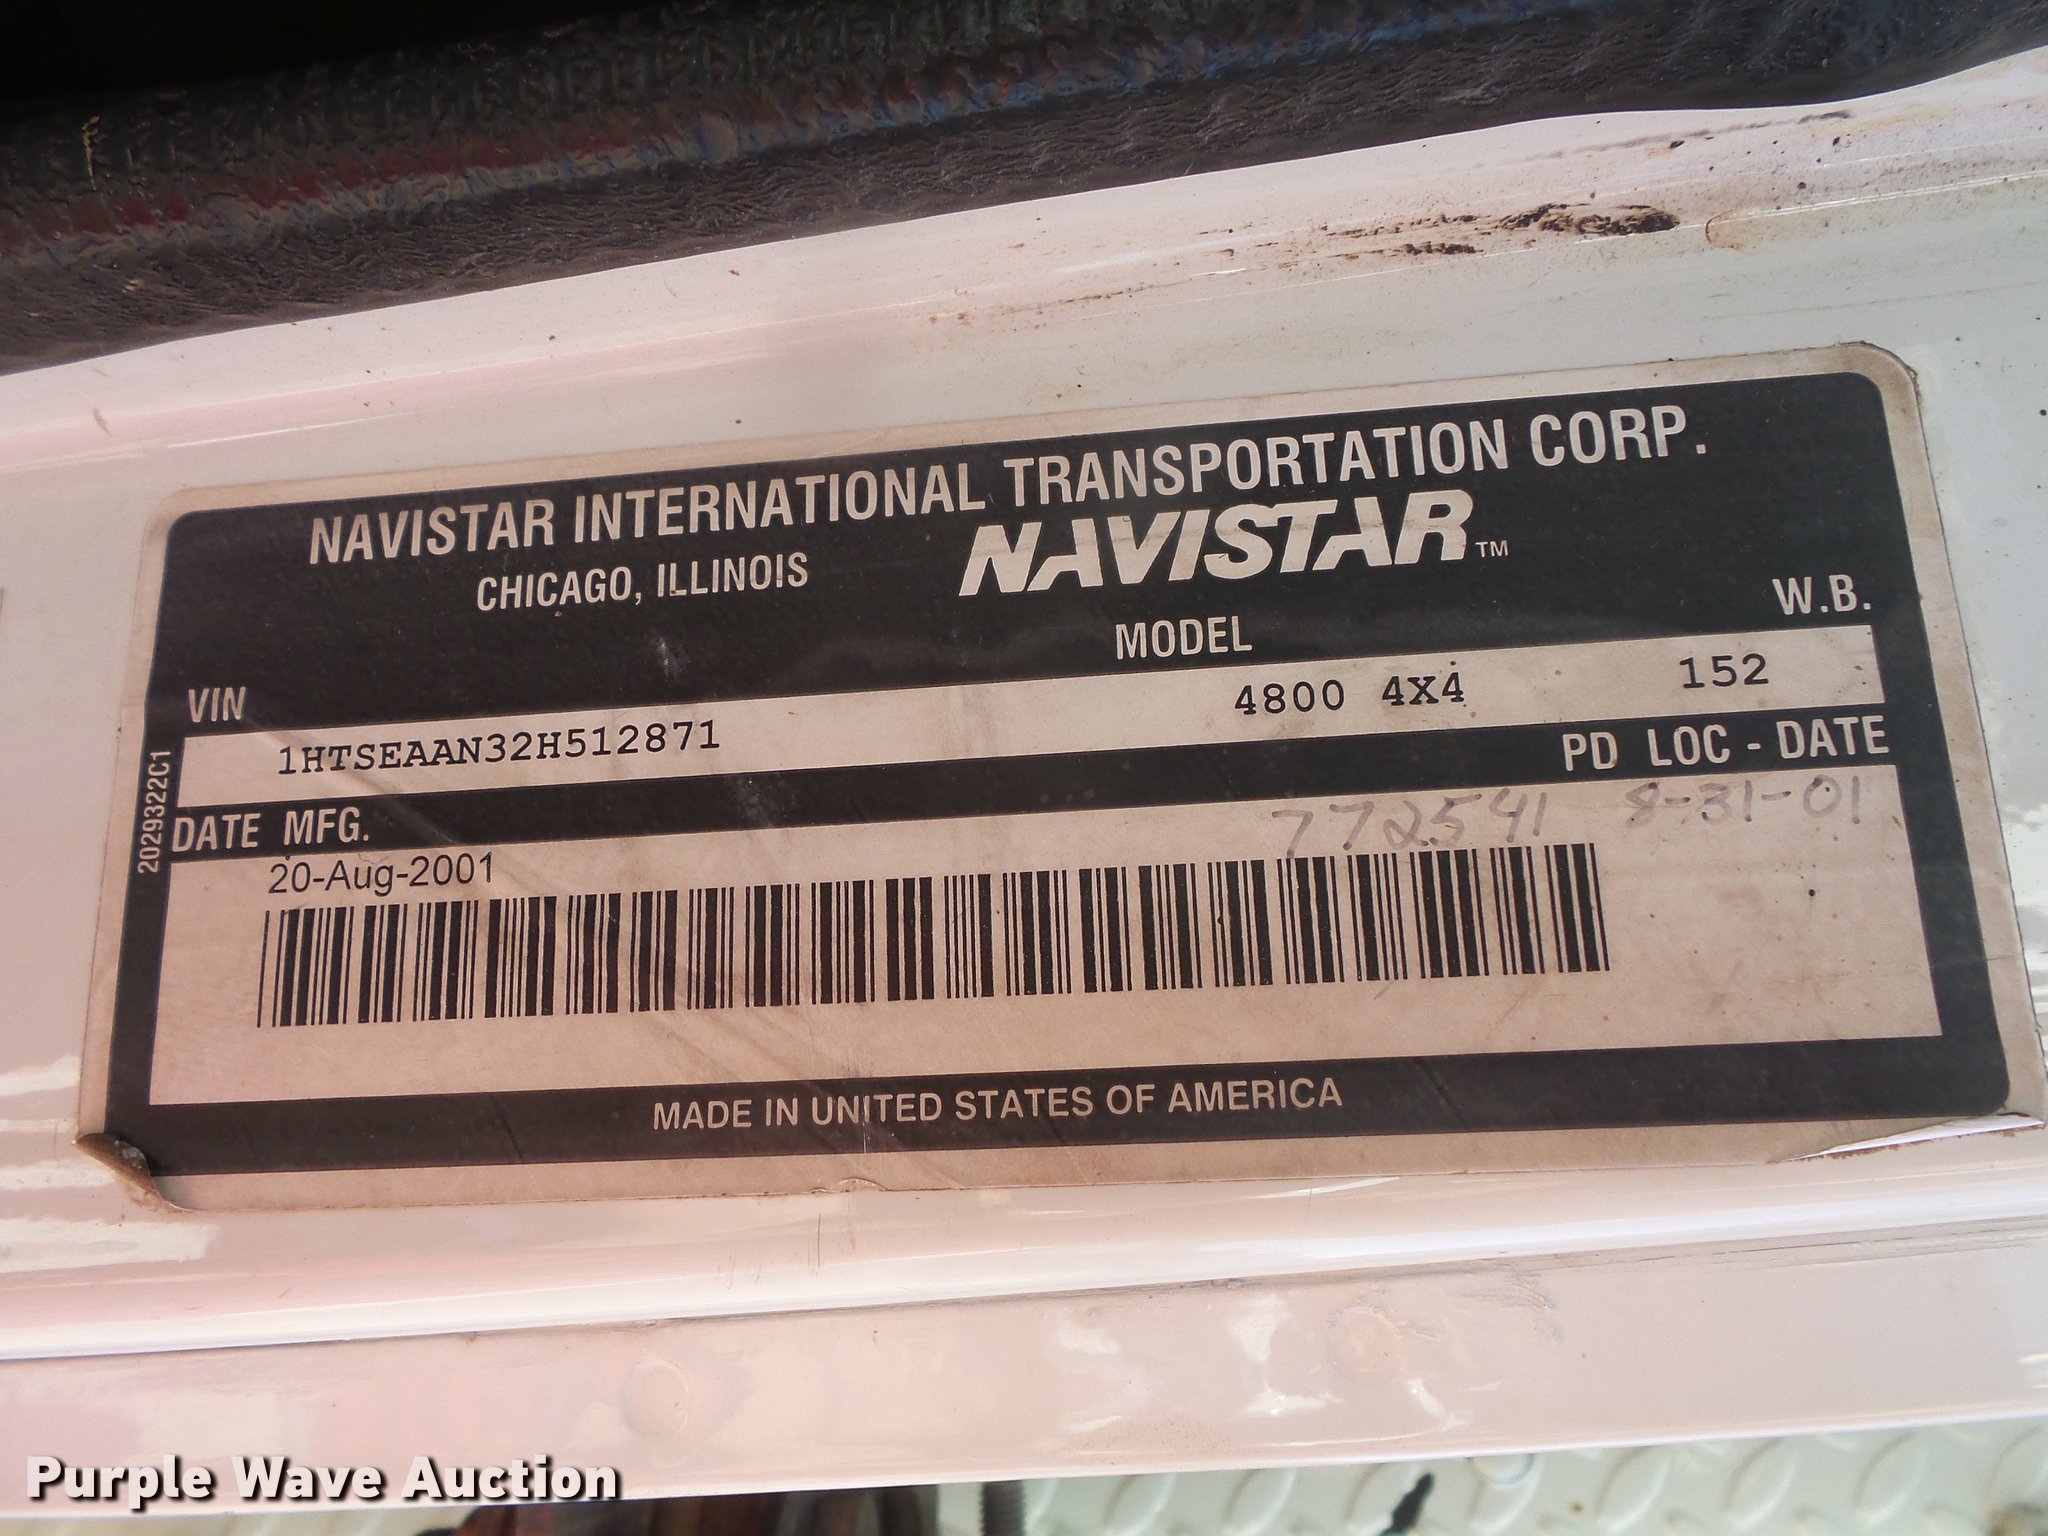 NAVISTAR INTERNATIONAL TRANSPORTATION CORP.
CHICAGO, ILLINOIS NAVISTAR™
VIN MODEL W.B.
1HTSEAAN32H512871 4800 4X4 152
2029322C1
DATE MFG. PD LOC - DATE
20-Aug-2001 772541 8-31-01
MADE IN UNITED STATES OF AMERICA
Purple Wave Auction